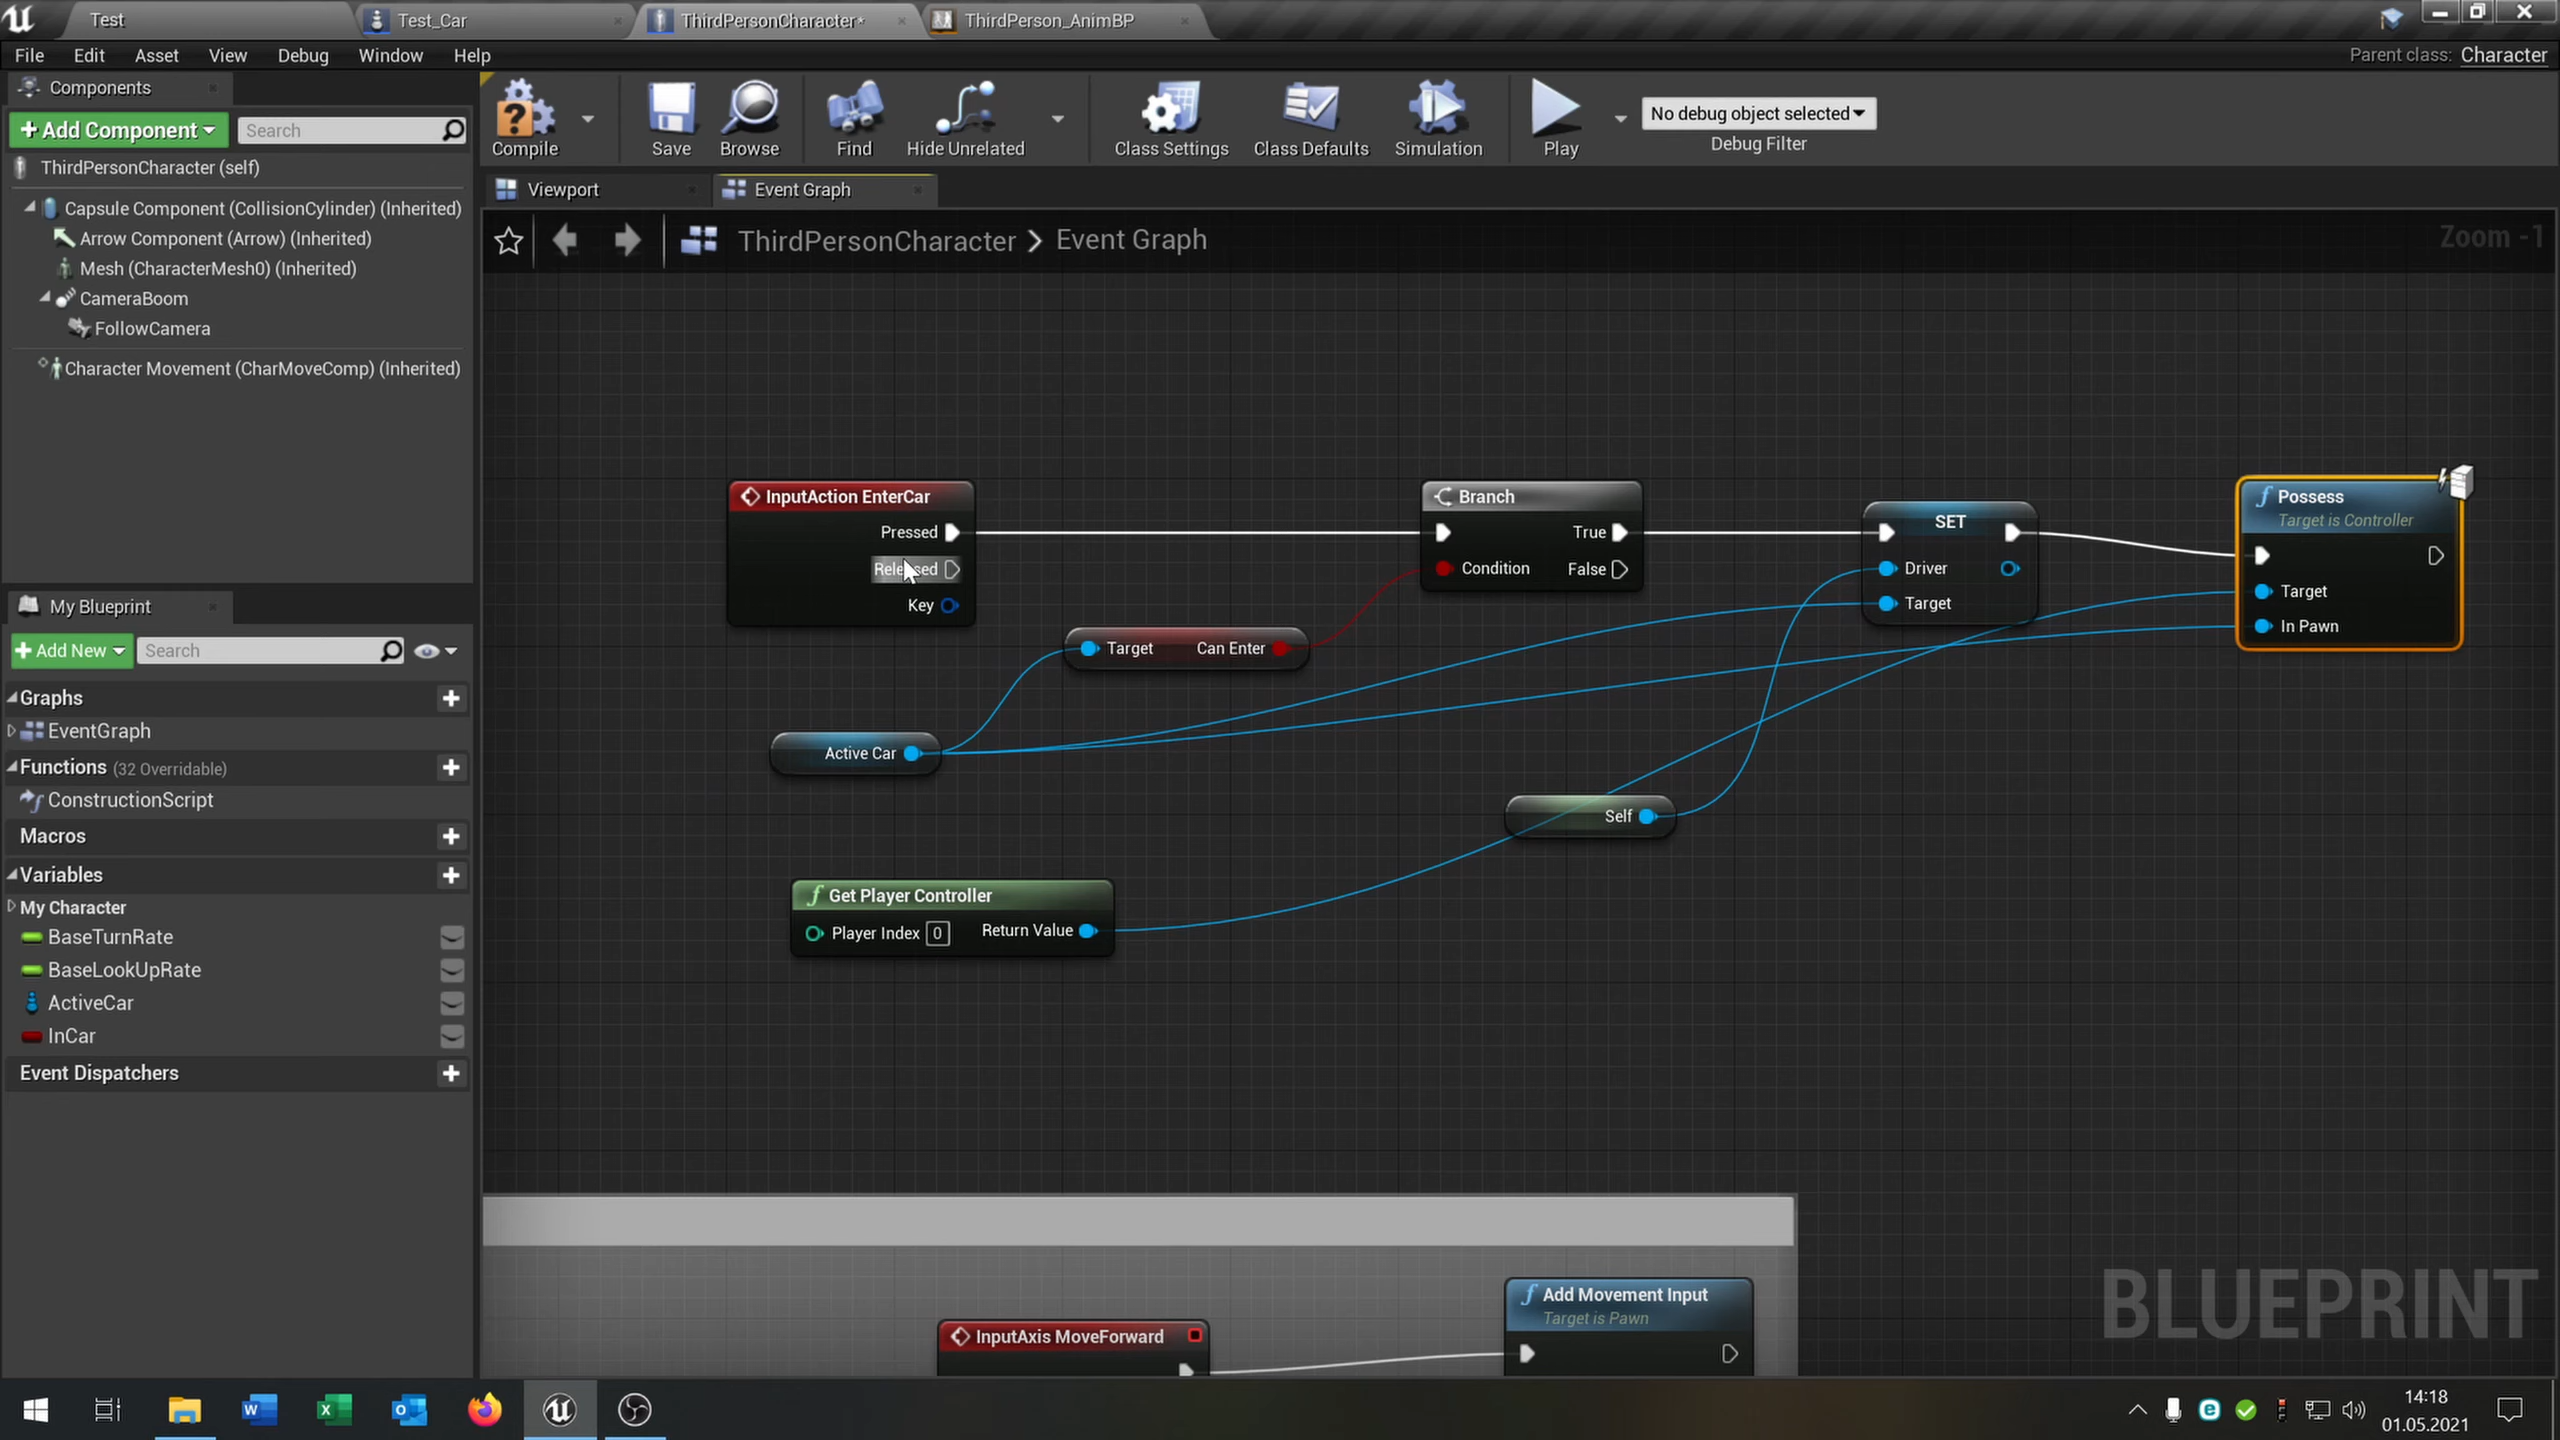 Test
Test_Car
ThirdPersonCharacter*
ThirdPerson_AnimBP
File Edit Asset View Debug Window Help
Parent class: Character
Components
+ Add Component
Search
ThirdPersonCharacter (self)
Capsule Component (CollisionCylinder) (Inherited)
Arrow Component (Arrow) (Inherited)
Mesh (CharacterMesh0) (Inherited)
CameraBoom
FollowCamera
Character Movement (CharMoveComp) (Inherited)
Compile
Save
Browse
Find
Hide Unrelated
Class Settings
Class Defaults
Simulation
Play
No debug object selected
Debug Filter
Viewport
Event Graph
ThirdPersonCharacter > Event Graph
Zoom -1
InputAction EnterCar
Pressed
Released
Key
Branch
True
Condition
False
SET
Driver
Target
Possess
Target is Controller
Target
In Pawn
Target
Can Enter
Active Car
Self
Get Player Controller
Player Index 0
Return Value
InputAxis MoveForward
Add Movement Input
Target is Pawn
BLUEPRINT
My Blueprint
+ Add New
Search
Graphs
EventGraph
Functions (32 Overridable)
ConstructionScript
Macros
Variables
My Character
BaseTurnRate
BaseLookUpRate
ActiveCar
InCar
Event Dispatchers
14:18
01.05.2021